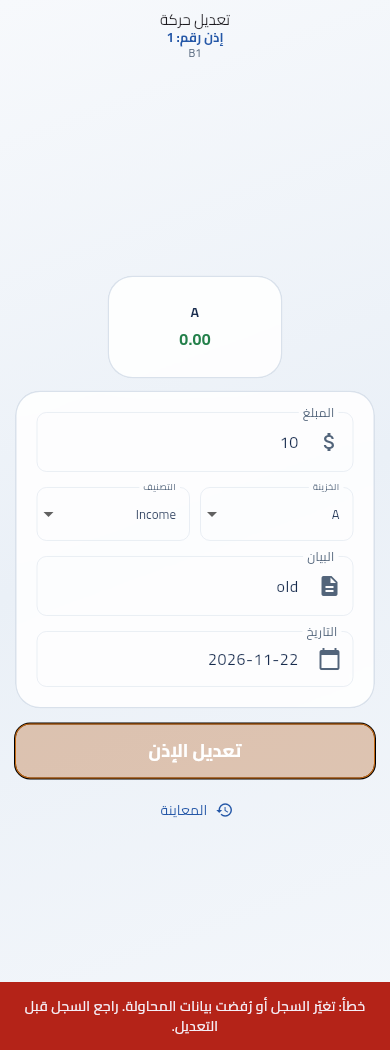 تعديل حركة
إذن رقم: 1
B1
A
0.00
المبلغ
10
الخزينة
A
التصنيف
Income
البيان
old
التاريخ
2026-11-22
تعديل الإذن
المعاينة
خطأ: تغيّر السجل أو رُفضت بيانات المحاولة. راجع السجل قبل
التعديل.